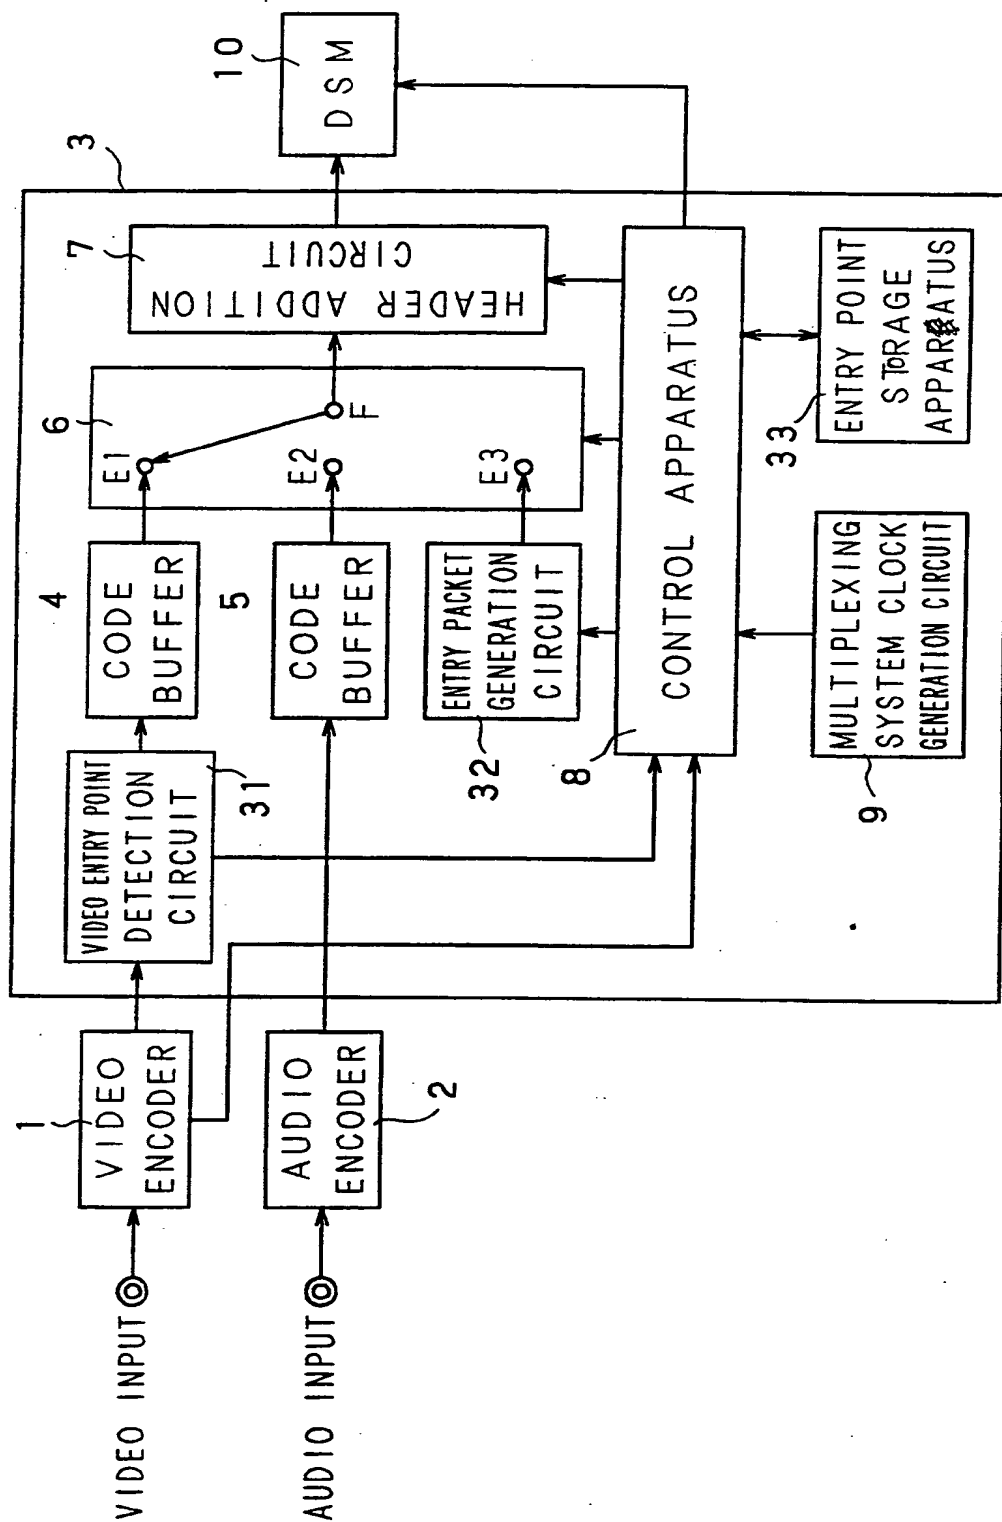 VIDEO INPUT
AUDIO INPUT
1
VIDEO
ENCODER
AUDIO
ENCODER
2
3
VIDEO ENTRY POINT
DETECTION
CIRCUIT
31
4
CODE
BUFFER
5
CODE
BUFFER
ENTRY PACKET
GENERATION
CIRCUIT
32
6
E1
E2
E3
F
7
HEADER ADDITION
CIRCUIT
10
DSM
8
CONTROL APPARATUS
MULTIPLEXING
SYSTEM CLOCK
GENERATION CIRCUIT
9
ENTRY POINT
STORAGE
APPARATUS
33